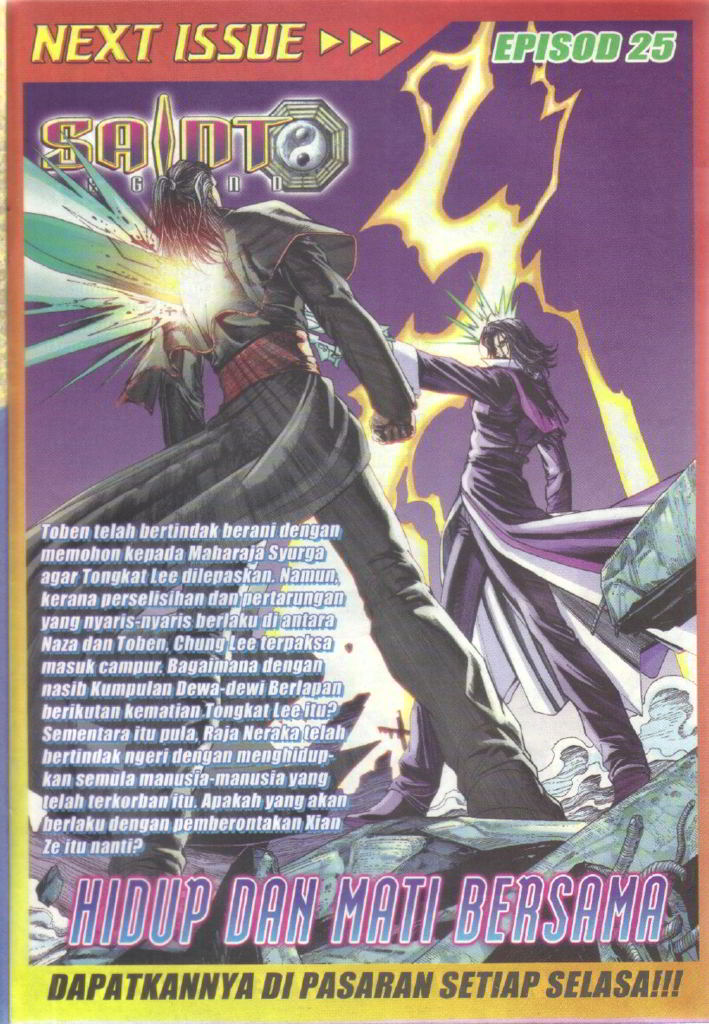 NEXT ISSUE
EPISOD 25
SAINT
Toben telah bertindak berani dengan
memohon kepada Maharaja Syurga
agar Tongkat Lee dilepaskan. Namun,
kerana perselisihan dan pertarungan
yang nyaris-nyaris berlaku di antara
Naza dan Toben, Chung Lee terpaksa
masuk campur. Bagaimana dengan
nasib Kumpulan Dewa-dewi Berlapan
berikutan kematian Tongkat Lee itu?
Sementara itu pula, Raja Neraka telah
bertindak ngeri dengan menghidup-
kan semula manusia-manusia yang
telah terkorban itu. Apakah yang akan
berlaku dengan pemberontakan Xian
Ze itu nanti?
HIDUP DAN MATI BERSAMA
DAPATKANNYA DI PASARAN SETIAP SELASA!!!